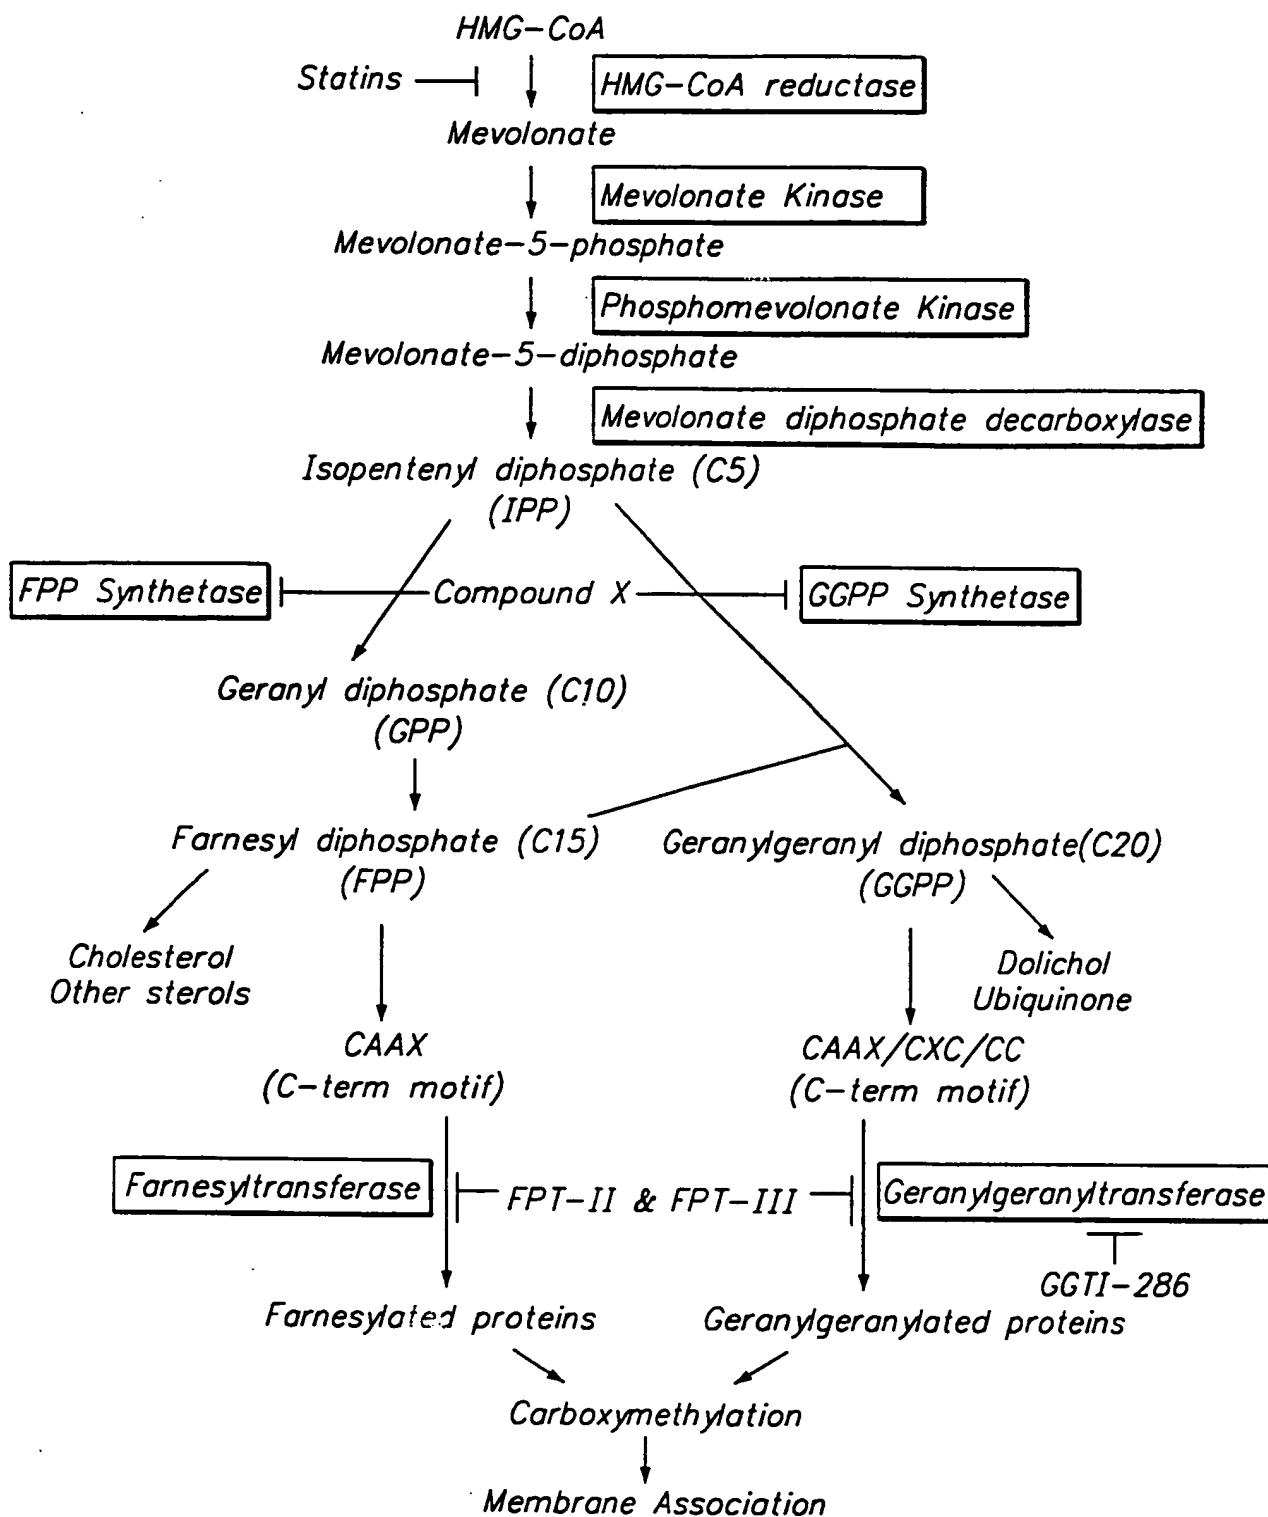 HMG-CoA
Statins
HMG-CoA reductase
Mevolonate
Mevolonate Kinase
Mevolonate-5-phosphate
Phosphomevolonate Kinase
Mevolonate-5-diphosphate
Mevolonate diphosphate decarboxylase
Isopentenyl diphosphate (C5)
(IPP)
FPP Synthetase
Compound X
GGPP Synthetase
Geranyl diphosphate (C10)
(GPP)
Farnesyl diphosphate (C15)
(FPP)
Geranylgeranyl diphosphate(C20)
(GGPP)
Cholesterol
Other sterols
Dolichol
Ubiquinone
CAAX
(C-term motif)
CAAX/CXC/CC
(C-term motif)
Farnesyltransferase
FPT-II & FPT-III
Geranylgeranyltransferase
GGTI-286
Farnesylated proteins
Geranylgeranylated proteins
Carboxymethylation
Membrane Association